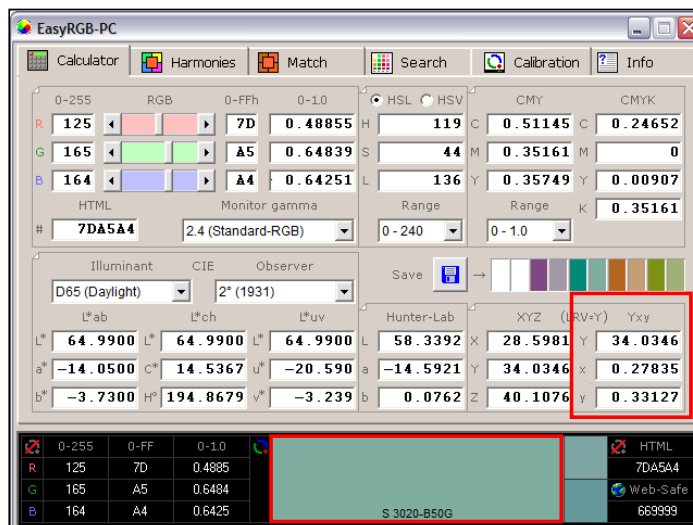 EasyRGB-PC
Calculator Harmonies Match Search Calibration Info
0-255 RGB 0-FFh 0-1.0 HSL HSV CMY CMYK
R 125 7D 0.48855 H 119 C 0.51145 C 0.24652
G 165 A5 0.64839 S 44 M 0.35161 M 0
B 164 A4 0.64251 L 136 Y 0.35749 Y 0.00907
HTML Monitor gamma Range Range K 0.35161
# 7DA5A4 2.4 (Standard-RGB) 0 - 240 0 - 1.0
Illuminant CIE Observer Save →
D65 (Daylight) 2° (1931)
L*ab L*ch L*uv Hunter-Lab XYZ (LRV=Y) Yxy
L* 64.9900 L* 64.9900 L* 64.9900 L 58.3392 X 28.5981 Y 34.0346
a* -14.0500 C* 14.5367 u* -20.590 a -14.5921 Y 34.0346 x 0.27835
b* -3.7300 H° 194.8679 v* -3.239 b 0.0762 Z 40.1076 y 0.33127
0-255 0-FF 0-1.0 HTML
R 125 7D 0.4885 7DA5A4
G 165 A5 0.6484 Web-Safe
B 164 A4 0.6425 S 3020-B50G 669999